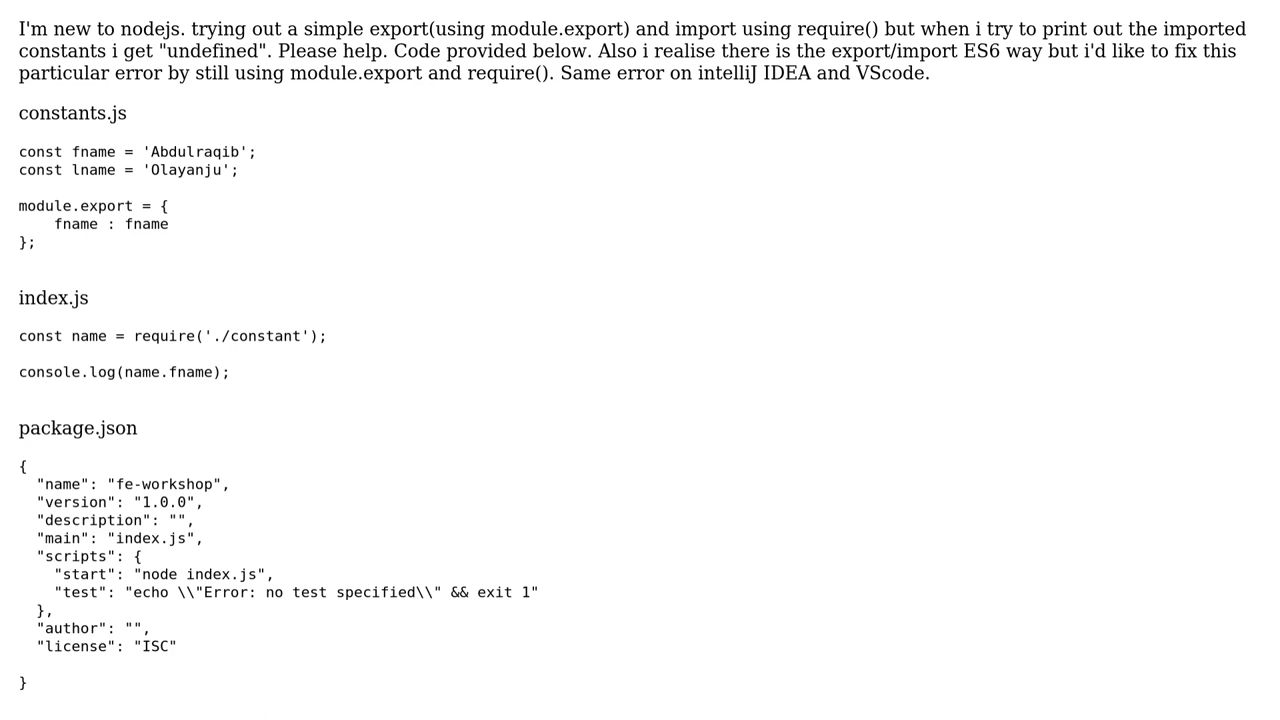 I'm new to nodejs. trying out a simple export(using module.export) and import using require() but when i try to print out the imported
constants i get "undefined". Please help. Code provided below. Also i realise there is the export/import ES6 way but i'd like to fix this
particular error by still using module.export and require(). Same error on intelliJ IDEA and VScode.
constants.js
const fname = 'Abdulraqib';
const lname = 'Olayanju';
module.export = {
    fname : fname
};
index.js
const name = require('./constant');
console.log(name.fname);
package.json
{
  "name": "fe-workshop",
  "version": "1.0.0",
  "description": "",
  "main": "index.js",
  "scripts": {
    "start": "node index.js",
    "test": "echo \\"Error: no test specified\\" && exit 1"
  },
  "author": "",
  "license": "ISC"
}